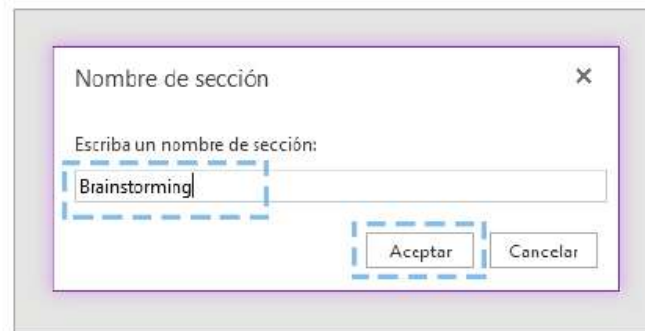 Nombre de sección
Escriba un nombre de sección:
Brainstorming
Aceptar Cancelar